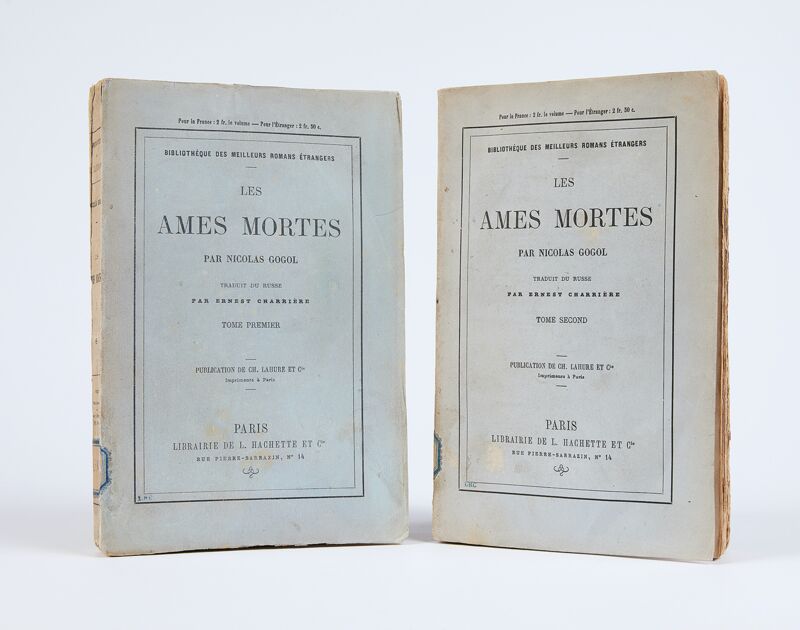 Pour la France : 2 fr. le volume — Pour l'Étranger : 2 fr. 50 c.
BIBLIOTHÈQUE DES MEILLEURS ROMANS ÉTRANGERS
LES
AMES MORTES
PAR NICOLAS GOGOL
TRADUIT DU RUSSE
PAR ERNEST CHARRIÈRE
TOME PREMIER
PUBLICATION DE CH. LAHURE ET Cie
Imprimeurs à Paris
PARIS
LIBRAIRIE DE L. HACHETTE ET Cie
RUE PIERRE-SARRAZIN, N° 14
Pour la France : 2 fr. le volume — Pour l'Étranger : 2 fr. 50 c.
BIBLIOTHÈQUE DES MEILLEURS ROMANS ÉTRANGERS
LES
AMES MORTES
PAR NICOLAS GOGOL
TRADUIT DU RUSSE
PAR ERNEST CHARRIÈRE
TOME SECOND
PUBLICATION DE CH. LAHURE ET Cie
Imprimeurs à Paris
PARIS
LIBRAIRIE DE L. HACHETTE ET Cie
RUE PIERRE-SARRAZIN, N° 14